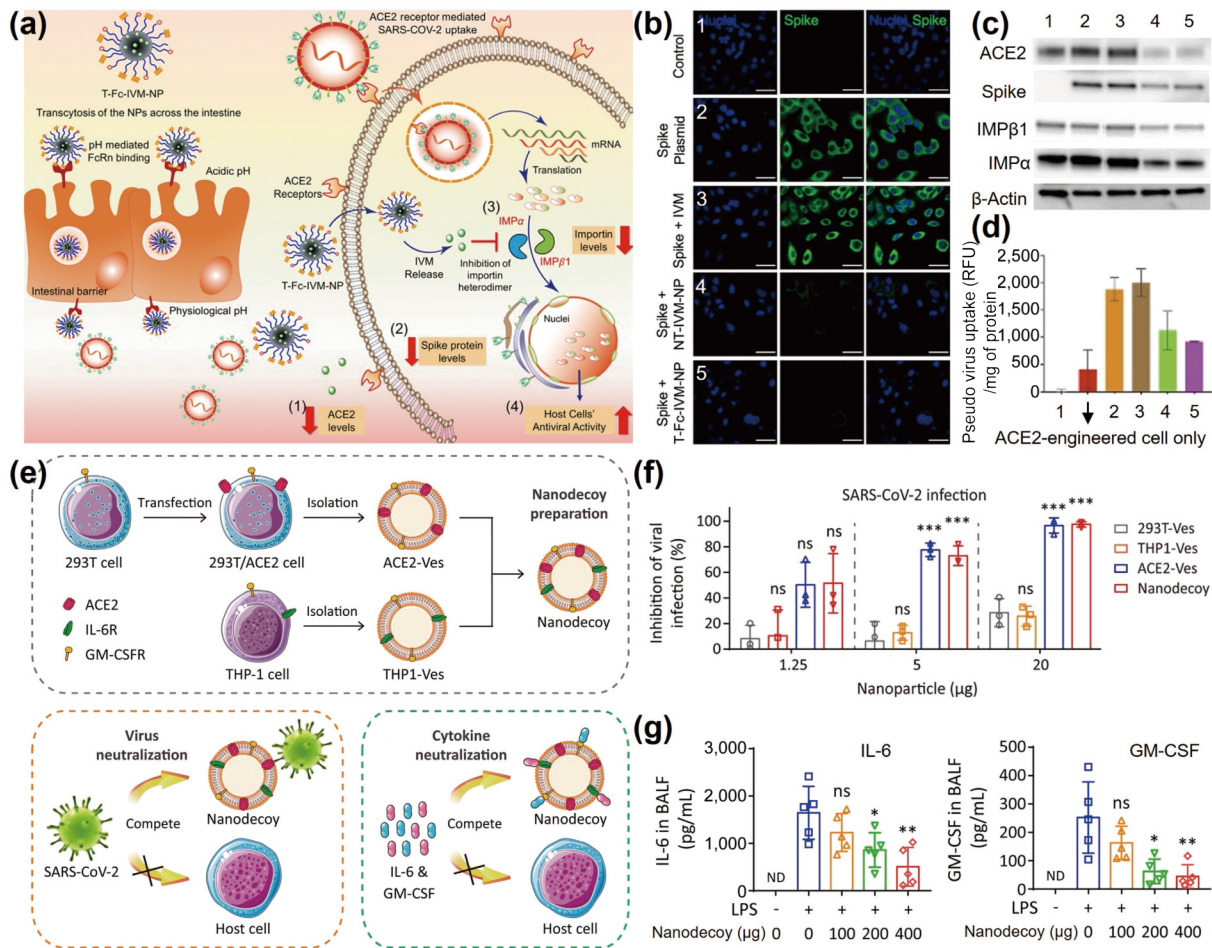 (a)
T-Fc-IVM-NP
Transcytosis of the NPs across the intestine
pH mediated
FcRn binding
Acidic pH
Intestinal barrier
Physiological pH
ACE2 receptor mediated
SARS-COV-2 uptake
ACE2
Receptors
T-Fc-IVM-NP
mRNA
Translation
(3)
IMPα
IMPβ1
Importin
levels
IVM
Release
Inhibition of
importin
heterodimer
Nuclei
(2)
Spike protein
levels
(1)
ACE2
levels
(4)
Host Cells'
Antiviral Activity
(b)
Nuclei
Spike
Nuclei Spike
1
Control
2
Spike
Plasmid
3
Spike + IVM
4
Spike +
NT-IVM-NP
5
Spike +
T-Fc-IVM-NP
(c)
1 2 3 4 5
ACE2
Spike
IMPβ1
IMPα
β-Actin
(d)
Pseudo virus uptake (RFU)
/mg of protein
2,000
1,500
1,000
500
0
1 2 3 4 5
ACE2-engineered cell only
(e)
Nanodecoy
preparation
293T cell
Transfection
293T/ACE2 cell
Isolation
ACE2-Ves
ACE2
IL-6R
GM-CSFR
THP-1 cell
Isolation
THP1-Ves
Nanodecoy
Virus
neutralization
Compete
SARS-CoV-2
Nanodecoy
Host cell
Cytokine
neutralization
Compete
IL-6 &
GM-CSF
Nanodecoy
Host cell
(f)
SARS-CoV-2 infection
Inhibition of viral
infection (%)
100
80
60
40
20
0
ns ns ns
ns *** ***
ns *** ***
1.25 5 20
Nanoparticle (μg)
293T-Ves
THP1-Ves
ACE2-Ves
Nanodecoy
(g)
IL-6
IL-6 in BALF
(pg/mL)
3,000
2,000
1,000
0
ND
ns
*
**
LPS - + + + +
Nanodecoy (μg) 0 0 100 200 400
GM-CSF
GM-CSF in BALF
(pg/mL)
500
400
300
200
100
0
ND
ns
*
**
LPS - + + + +
Nanodecoy (μg) 0 0 100 200 400